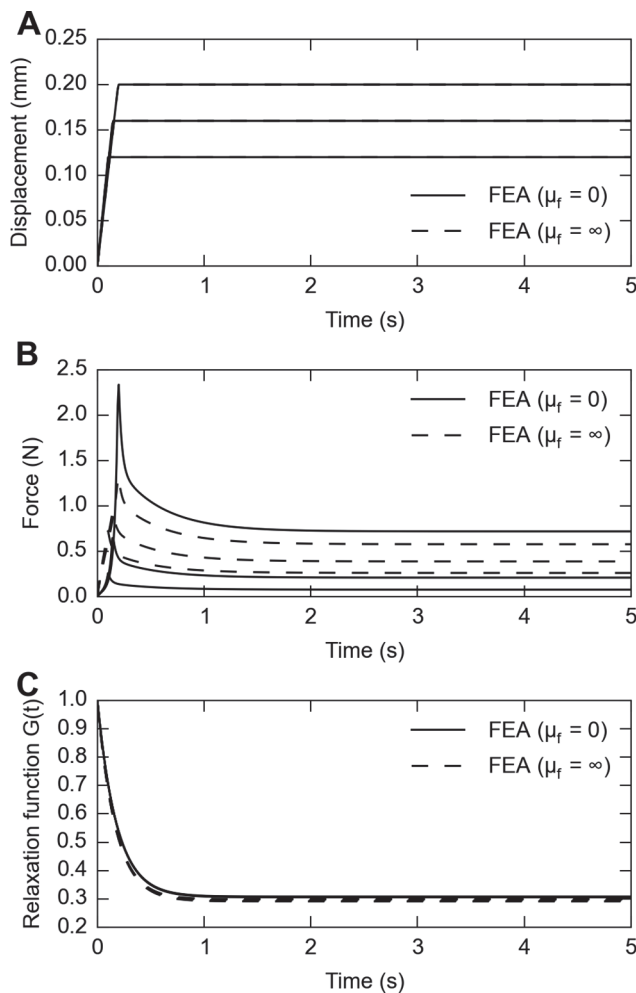 A
0.25
0.20
0.15
0.10
0.05
0.00
Displacement (mm)
FEA (μf = 0)
FEA (μf = ∞)
0 1 2 3 4 5
Time (s)
B
2.5
2.0
1.5
1.0
0.5
0.0
Force (N)
FEA (μf = 0)
FEA (μf = ∞)
0 1 2 3 4 5
Time (s)
C
1.0
0.9
0.8
0.7
0.6
0.5
0.4
0.3
0.2
Relaxation function G(t)
FEA (μf = 0)
FEA (μf = ∞)
0 1 2 3 4 5
Time (s)